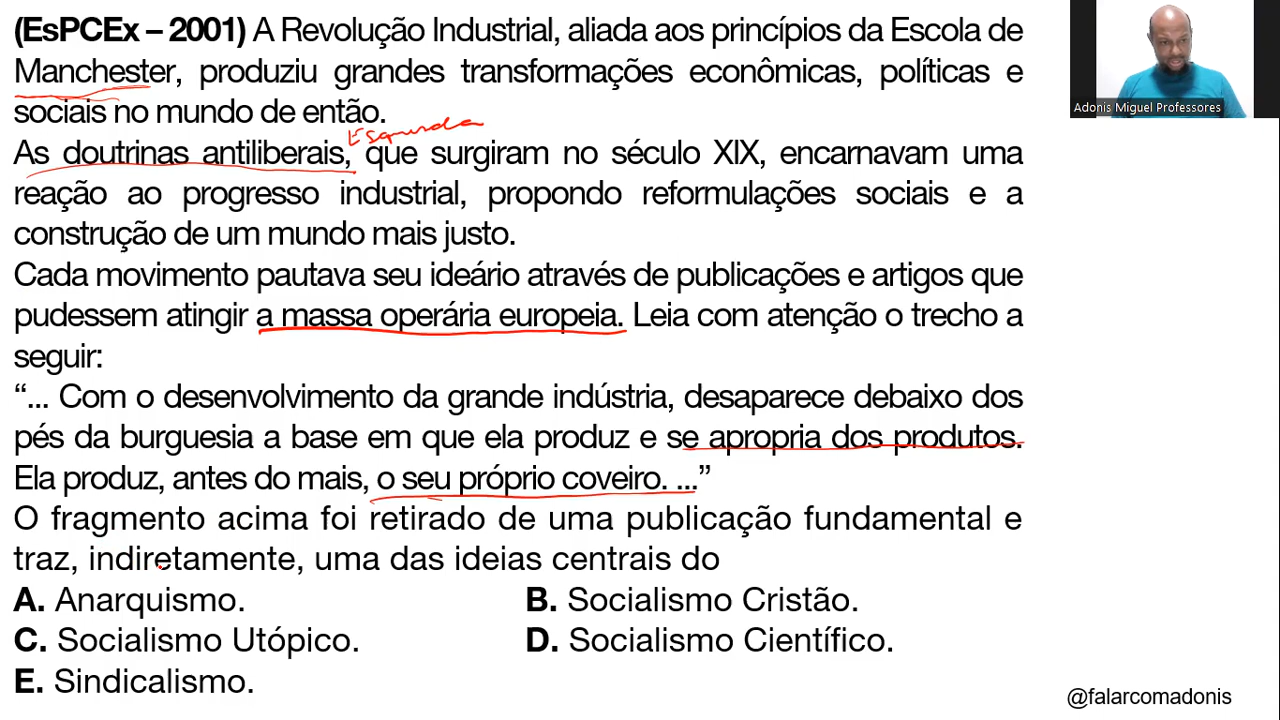 (EsPCEx – 2001) A Revolução Industrial, aliada aos princípios da Escola de
Manchester, produziu grandes transformações econômicas, políticas e
sociais no mundo de então.
Esquerda
As doutrinas antiliberais, que surgiram no século XIX, encarnavam uma
reação ao progresso industrial, propondo reformulações sociais e a
construção de um mundo mais justo.
Cada movimento pautava seu ideário através de publicações e artigos que
pudessem atingir a massa operária europeia. Leia com atenção o trecho a
seguir:
“... Com o desenvolvimento da grande indústria, desaparece debaixo dos
pés da burguesia a base em que ela produz e se apropria dos produtos.
Ela produz, antes do mais, o seu próprio coveiro. ...”
O fragmento acima foi retirado de uma publicação fundamental e
traz, indiretamente, uma das ideias centrais do
A. Anarquismo. B. Socialismo Cristão.
C. Socialismo Utópico. D. Socialismo Científico.
E. Sindicalismo.
Adonis Miguel Professores
@falarcomadonis